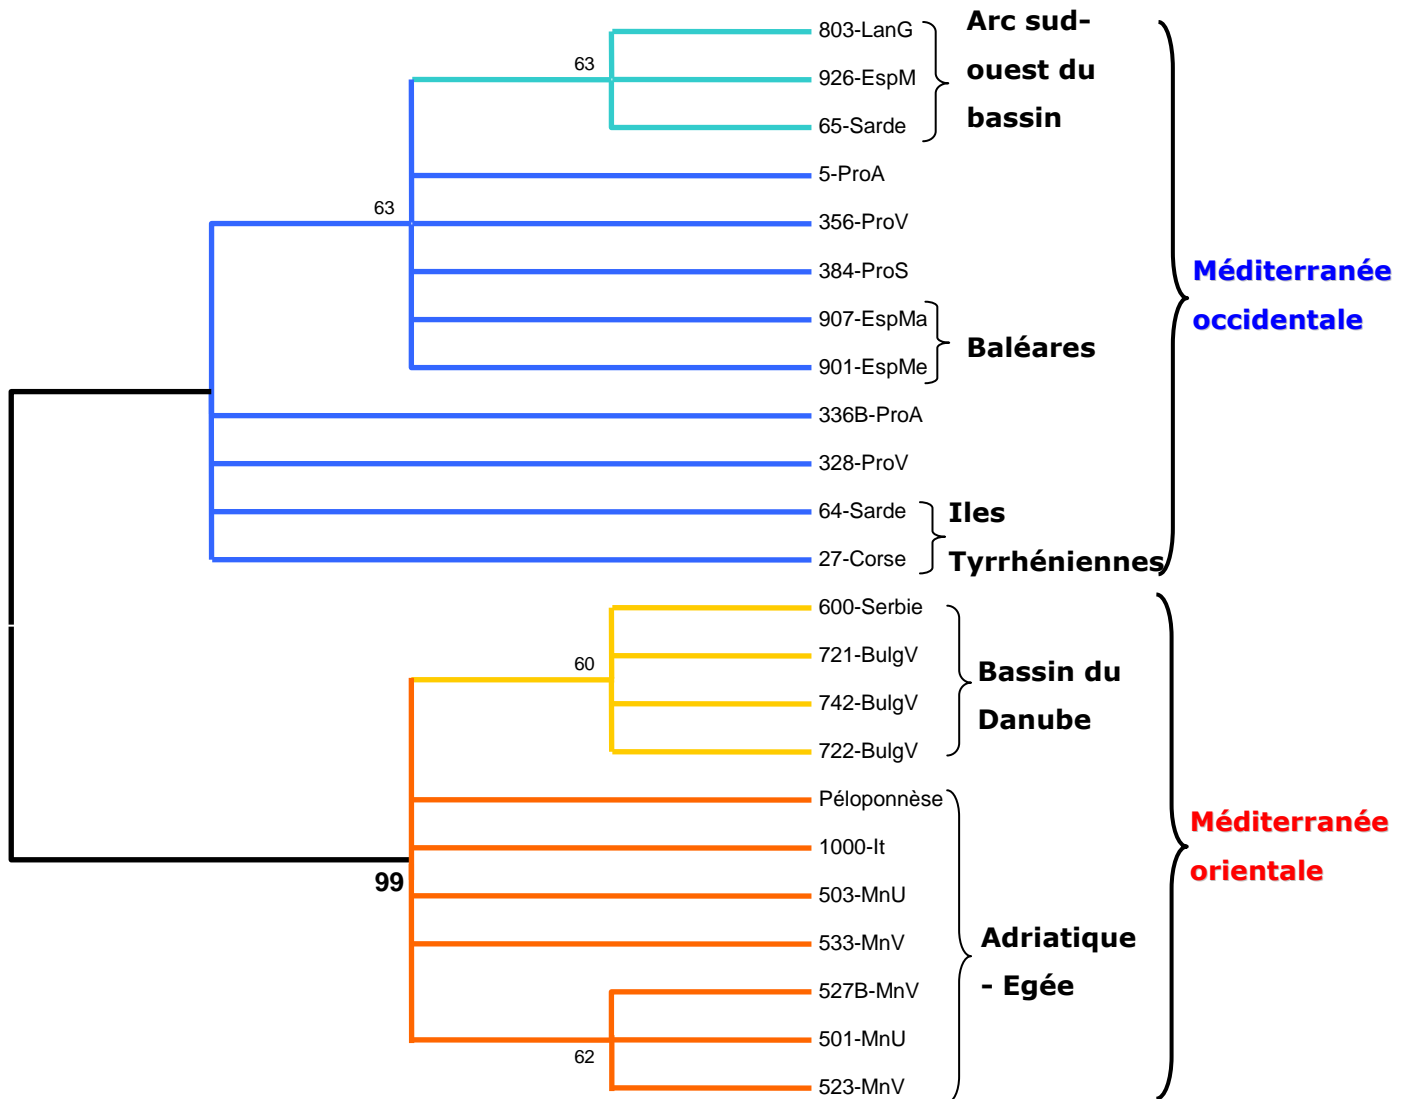 803-LanG
926-EspM
65-Sarde
5-ProA
356-ProV
384-ProS
907-EspMa
901-EspMe
336B-ProA
328-ProV
64-Sarde
27-Corse
600-Serbie
721-BulgV
742-BulgV
722-BulgV
Péloponnèse
1000-It
503-MnU
533-MnV
527B-MnV
501-MnU
523-MnV
63
63
60
99
62
Arc sud-
ouest du
bassin
Baléares
Iles
Tyrrhéniennes
Bassin du
Danube
Adriatique
- Egée
Méditerranée
occidentale
Méditerranée
orientale